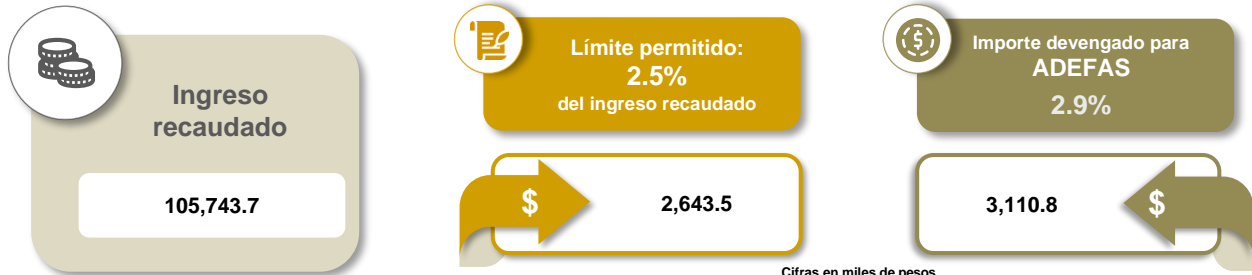 Ingreso
recaudado
105,743.7
Límite permitido:
2.5%
del ingreso recaudado
$
2,643.5
Importe devengado para
ADEFAS
2.9%
3,110.8
$
Cifras en miles de pesos